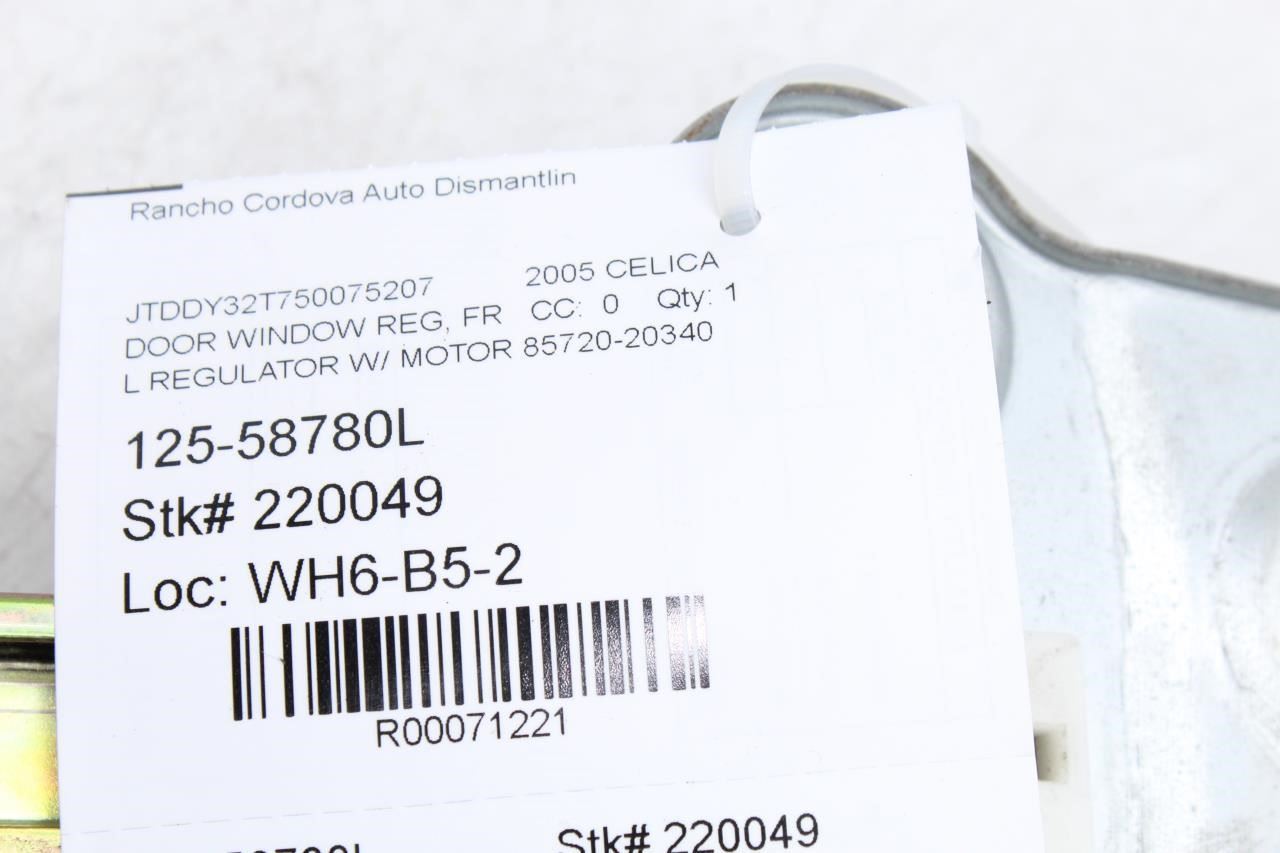 Rancho Cordova Auto Dismantlin
JTDDY32T750075207 2005 CELICA
DOOR WINDOW REG, FR CC: 0 Qty: 1
L REGULATOR W/ MOTOR 85720-20340
125-58780L
Stk# 220049
Loc: WH6-B5-2
R00071221
Stk# 220049